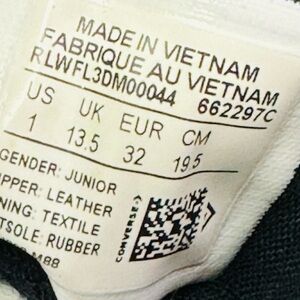 MADE IN VIETNAM
FABRIQUE AU VIETNAM
RLWFL3DM00044 662297C
US UK EUR CM
1 13.5 32 19.5
GENDER: JUNIOR
PPER: LEATHER
NING: TEXTILE
TSOLE: RUBBER
M88
CONVERSE